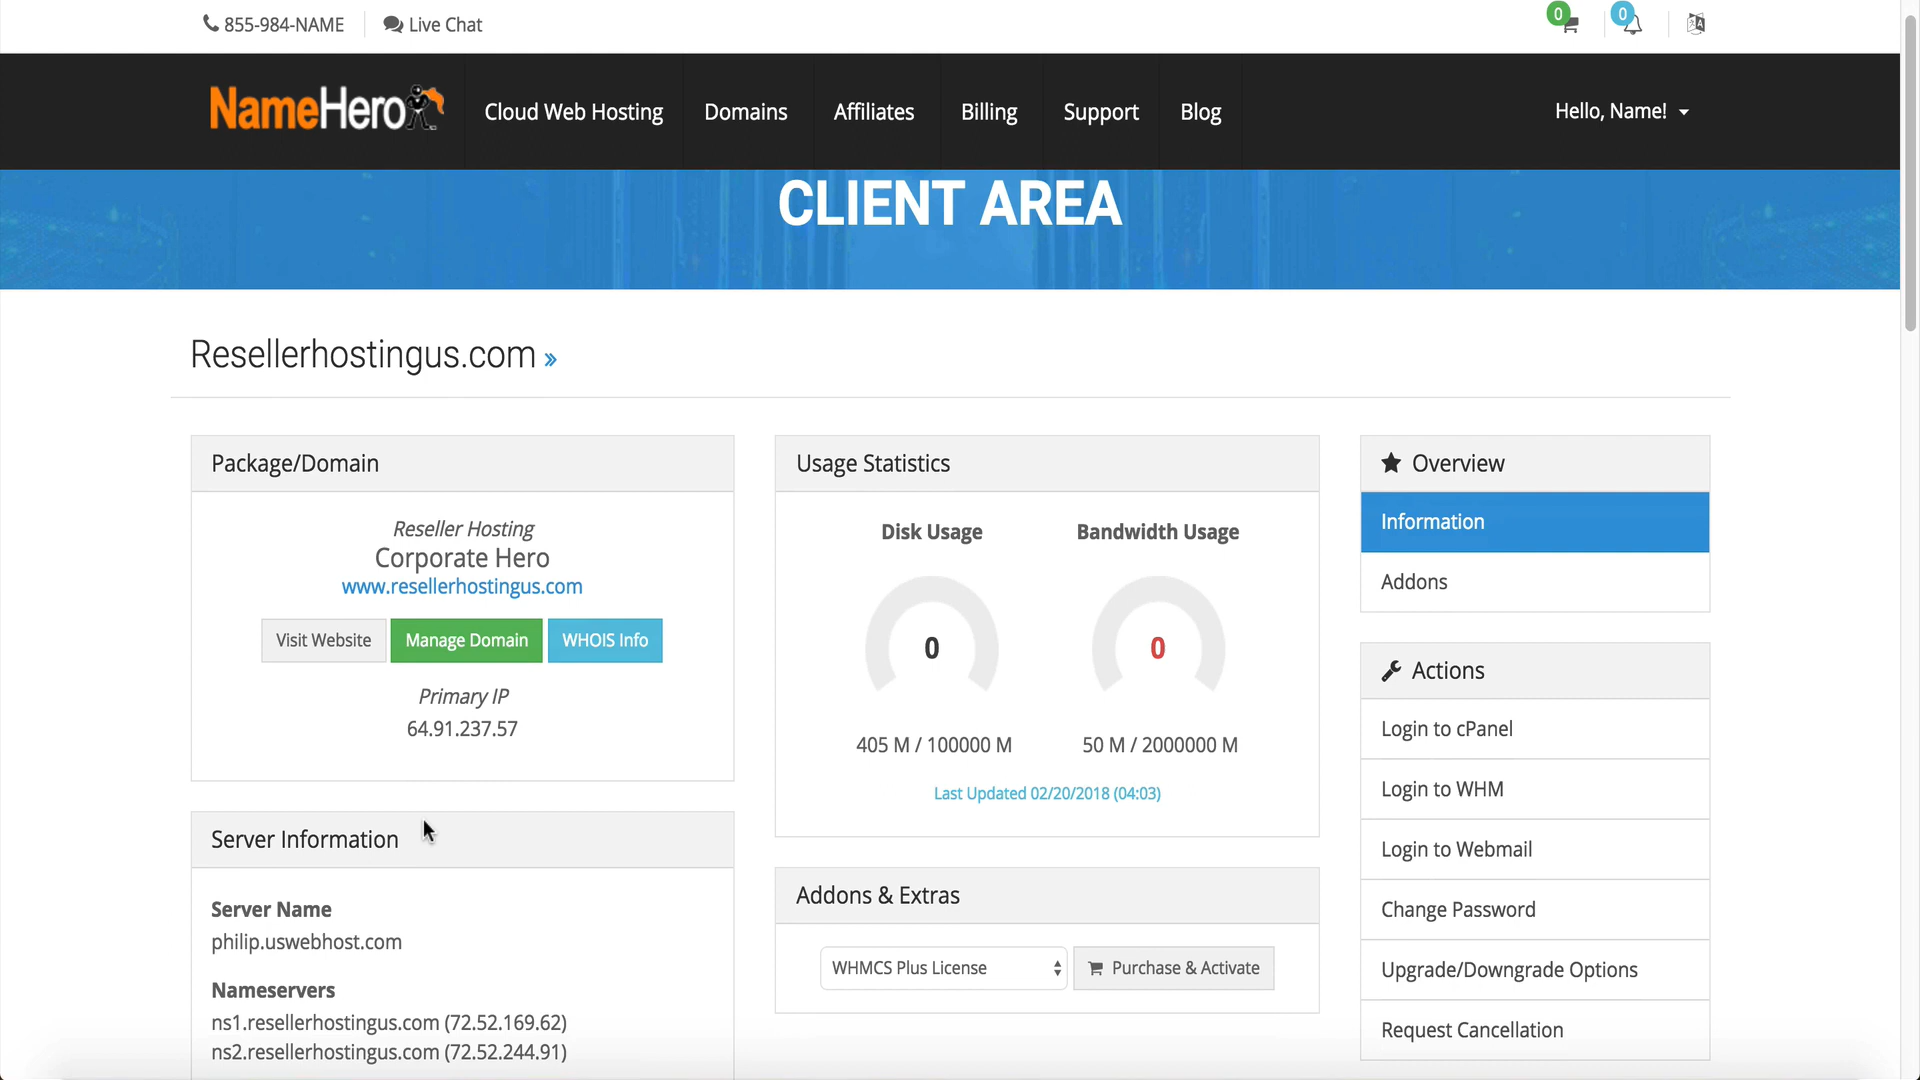 855-984-NAME
Live Chat
0
0
NameHero
Cloud Web Hosting
Domains
Affiliates
Billing
Support
Blog
Hello, Name!
CLIENT AREA
Resellerhostingus.com »
Package/Domain
Reseller Hosting
Corporate Hero
www.resellerhostingus.com
Visit Website
Manage Domain
WHOIS Info
Primary IP
64.91.237.57
Server Information
Server Name
philip.uswebhost.com
Nameservers
ns1.resellerhostingus.com (72.52.169.62)
ns2.resellerhostingus.com (72.52.244.91)
Usage Statistics
Disk Usage
Bandwidth Usage
0
0
405 M / 100000 M
50 M / 2000000 M
Last Updated 02/20/2018 (04:03)
Addons & Extras
WHMCS Plus License
Purchase & Activate
Overview
Information
Addons
Actions
Login to cPanel
Login to WHM
Login to Webmail
Change Password
Upgrade/Downgrade Options
Request Cancellation